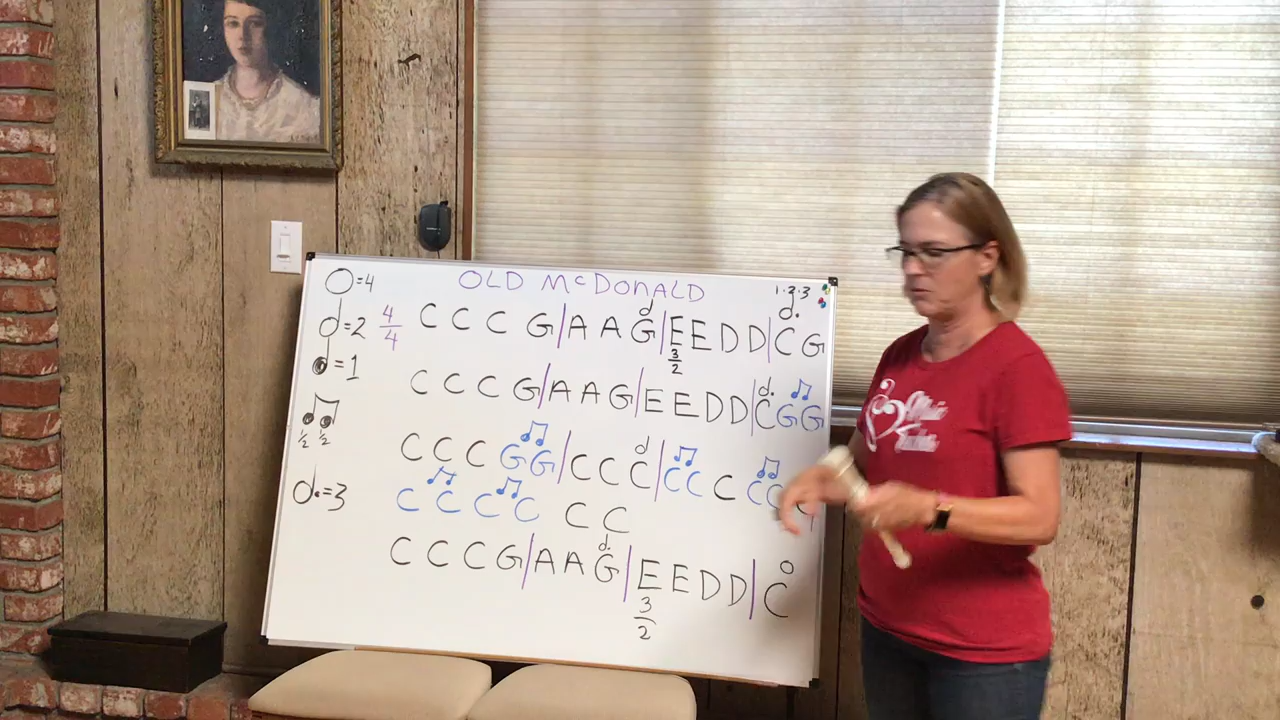 OLD McDONALD
1·2·3
O=4
=2
4
4
=1
1/2 1/2
=3
C C C G|A A G|E E D D|C G
3
2
C C C G|A A G|E E D D|C G G
C C C G G|C C C|C C C C C
C C C C C C
C C C G|A A G|E E D D|C
3
2
Music